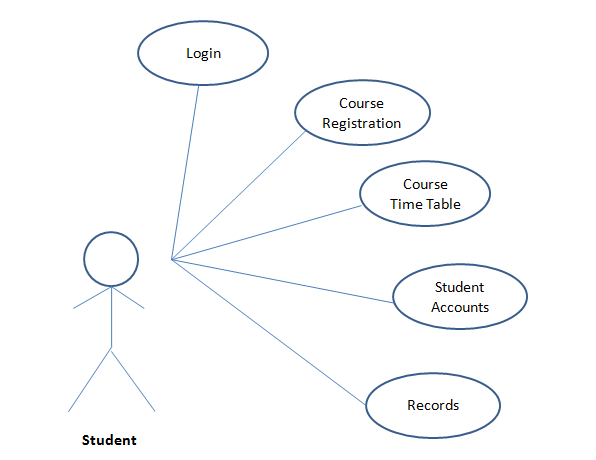 Login
Course
Registration
Course
Time Table
Student
Accounts
Records
Student